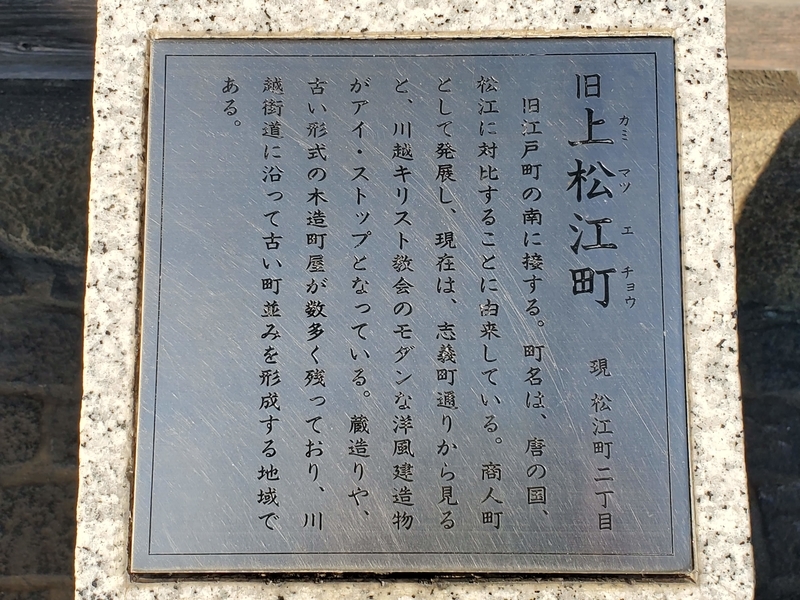 旧上松江町 現 松江町二丁目
カミ マツ エ チョウ
旧江戸町の南に接する。町名は、唐の国、
松江に対比することに由来している。商人町
として発展し、現在は、志義町通りから見る
と、川越キリスト教会のモダンな洋風建造物
がアイ・ストップとなっている。蔵造りや、
古い形式の木造町屋が数多く残っており、川
越街道に沿って古い町並みを形成する地域で
ある。